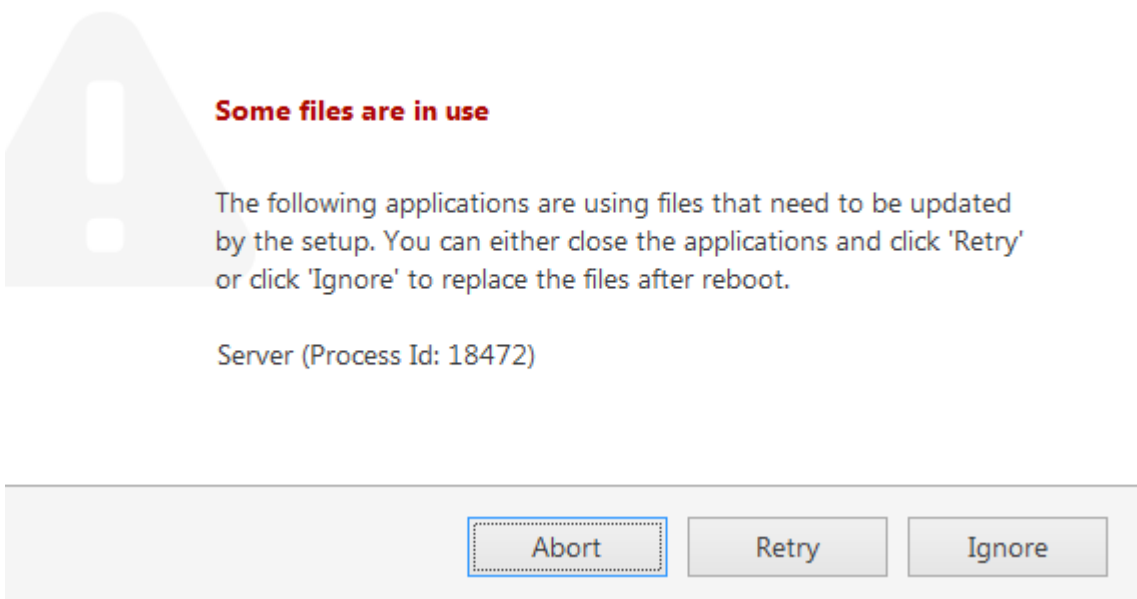 Some files are in use
The following applications are using files that need to be updated
by the setup. You can either close the applications and click 'Retry'
or click 'Ignore' to replace the files after reboot.
Server (Process Id: 18472)
Abort
Retry
Ignore